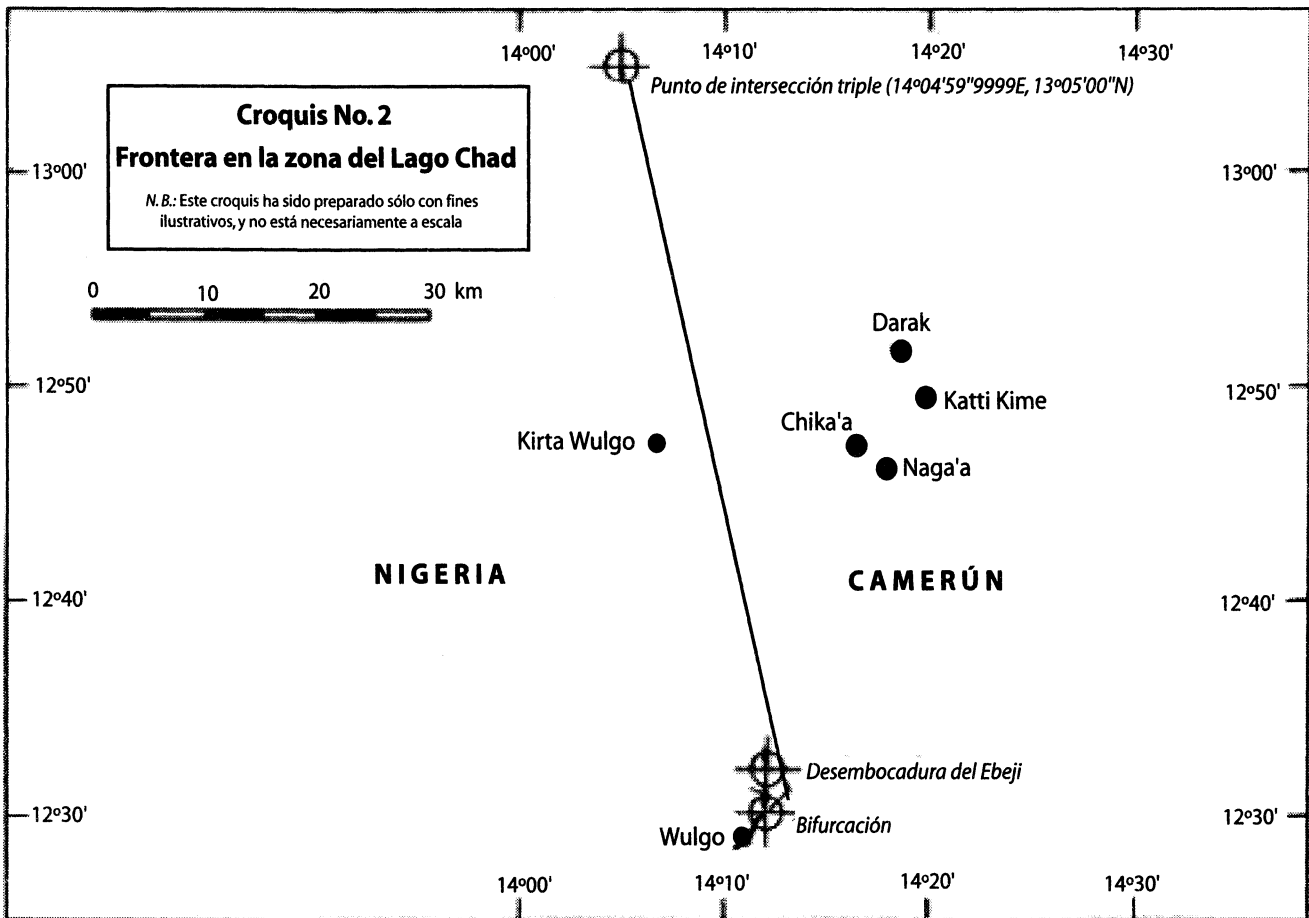 14º00' 14º10' 14º20' 14º30'
Punto de intersección triple (14º04'59"9999E, 13º05'00"N)
Croquis No. 2
Frontera en la zona del Lago Chad
N. B.: Este croquis ha sido preparado sólo con fines
ilustrativos, y no está necesariamente a escala
13º00' 13º00'
0 10 20 30 km
Darak
12º50' 12º50'
Katti Kime
Chika'a
Kirta Wulgo
Naga'a
NIGERIA CAMERÚN
12º40' 12º40'
Desembocadura del Ebeji
12º30' 12º30'
Bifurcación
Wulgo
14º00' 14º10' 14º20' 14º30'